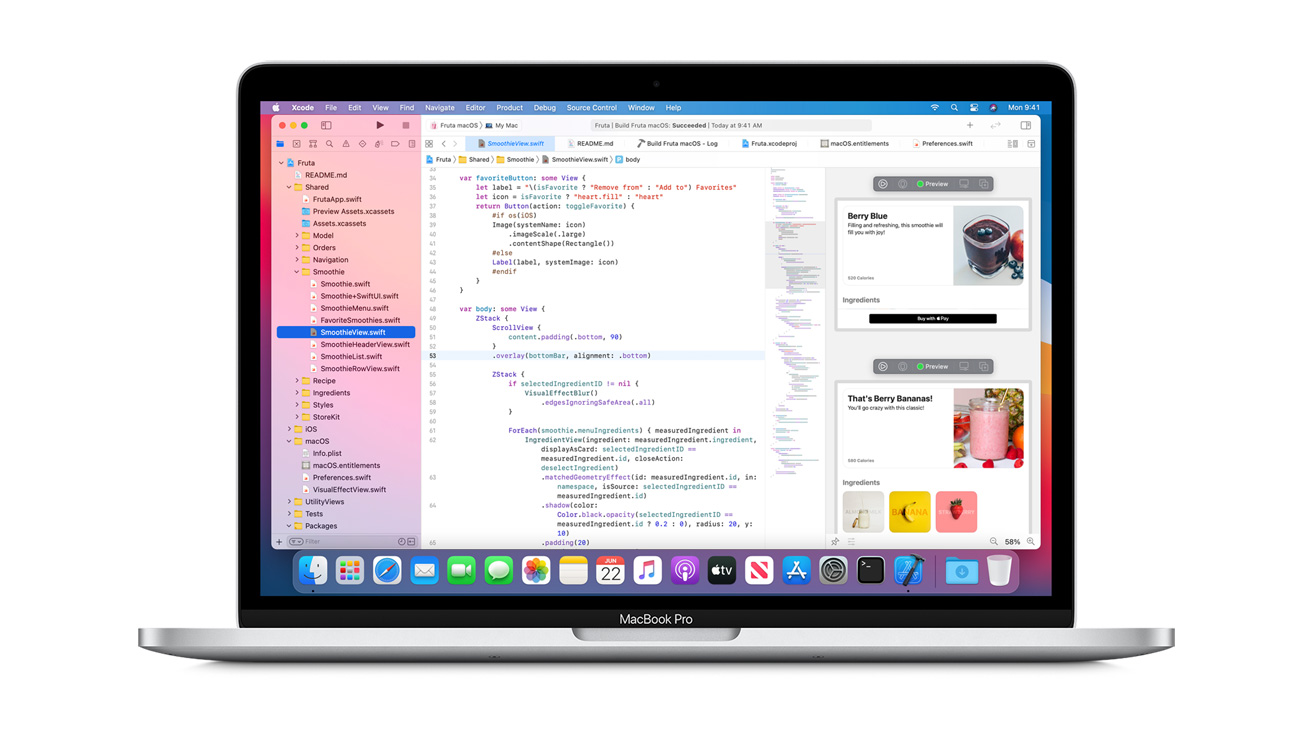 Xcode File Edit View Find Navigate Editor Product Debug Source Control Window Help Mon 9:41
Fruta macOS My Mac Fruta | Build Fruta macOS: Succeeded | Today at 9:41 AM
SmoothieView.swift README.md Build Fruta macOS - Log Fruta.xcodeproj macOS.entitlements Preferences.swift
Fruta Shared Smoothie SmoothieView.swift body
Fruta
README.md
Shared
FrutaApp.swift
Preview Assets.xcassets
Assets.xcassets
Model
Orders
Navigation
Smoothie
Smoothie.swift
Smoothie+SwiftUI.swift
SmoothieMenu.swift
FavoriteSmoothies.swift
SmoothieView.swift
SmoothieHeaderView.swift
SmoothieList.swift
SmoothieRowView.swift
Recipe
Ingredients
Styles
StoreKit
iOS
macOS
Info.plist
macOS.entitlements
Preferences.swift
VisualEffectView.swift
UtilityViews
Tests
Packages
Filter
33
34 var favoriteButton: some View {
35 let label = "\(isFavorite ? "Remove from" : "Add to") Favorites"
36 let icon = isFavorite ? "heart.fill" : "heart"
37 return Button(action: toggleFavorite) {
38 #if os(iOS)
39 Image(systemName: icon)
40 .imageScale(.large)
41 .contentShape(Rectangle())
42 #else
43 Label(label, systemImage: icon)
44 #endif
45 }
46 }
47
48 var body: some View {
49 ZStack {
50 ScrollView {
51 content.padding(.bottom, 90)
52 }
53 .overlay(bottomBar, alignment: .bottom)
54
55 ZStack {
56 if selectedIngredientID != nil {
57 VisualEffectBlur()
58 .edgesIgnoringSafeArea(.all)
59 }
60
61 ForEach(smoothie.menuIngredients) { measuredIngredient in
62 IngredientView(ingredient: measuredIngredient.ingredient,
displayAsCard: selectedIngredientID ==
measuredIngredient.id, closeAction:
deselectIngredient)
63 .matchedGeometryEffect(id: measuredIngredient.id, in:
namespace, isSource: selectedIngredientID ==
measuredIngredient.id)
64 .shadow(color:
Color.black.opacity(selectedIngredientID ==
measuredIngredient.id ? 0.2 : 0), radius: 20, y:
10)
65 .padding(20)
Preview
Berry Blue
Filling and refreshing, this smoothie will
fill you with joy!
520 Calories
Ingredients
Buy with Pay
Preview
That's Berry Bananas!
You'll go crazy with this classic!
580 Calories
Ingredients
BANANA
58%
JUN
22
tv
MacBook Pro